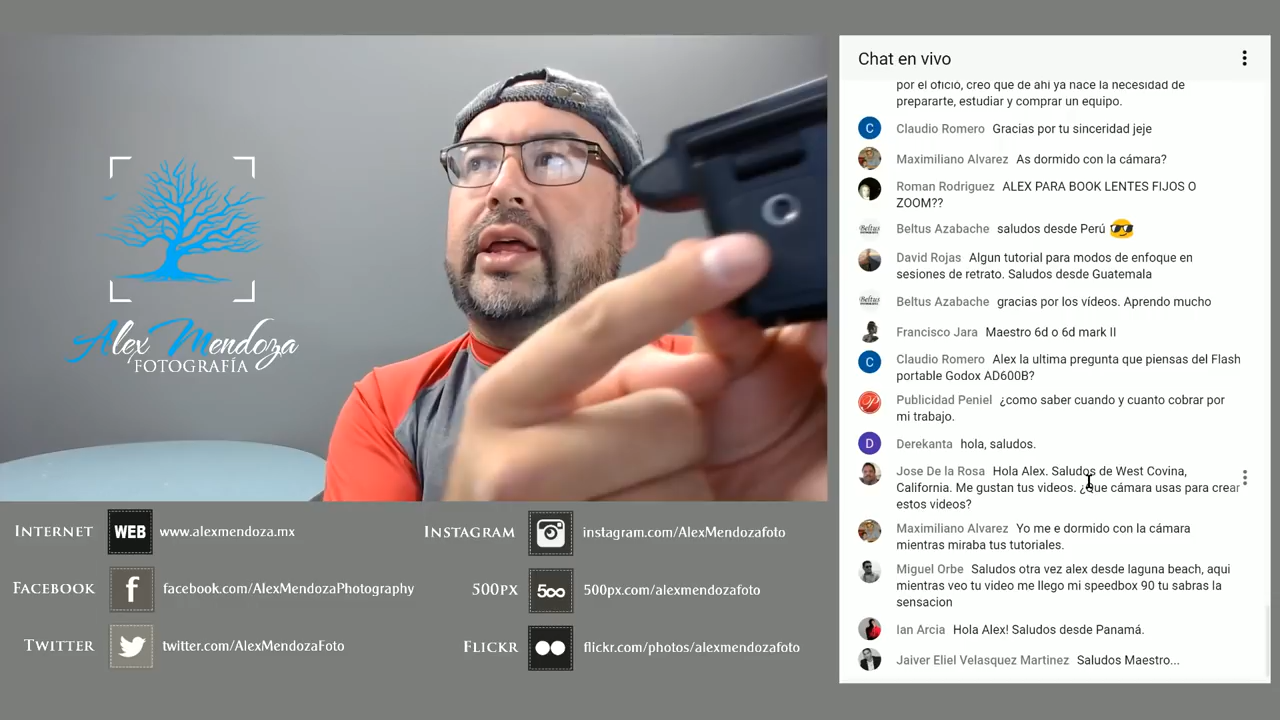 Alex Mendoza
FOTOGRAFÍA
INTERNET WEB www.alexmendoza.mx
FACEBOOK f facebook.com/AlexMendozaPhotography
TWITTER twitter.com/AlexMendozaFoto
INSTAGRAM instagram.com/AlexMendozafoto
500PX 500 500px.com/alexmendozafoto
FLICKR flickr.com/photos/alexmendozafoto
Chat en vivo
por el oficio, creo que de ahí ya nace la necesidad de
prepararte, estudiar y comprar un equipo.
C Claudio Romero Gracias por tu sinceridad jeje
Maximiliano Alvarez As dormido con la cámara?
Roman Rodriguez ALEX PARA BOOK LENTES FIJOS O
ZOOM??
Beltus Beltus Azabache saludos desde Perú 😎
David Rojas Algun tutorial para modos de enfoque en
sesiones de retrato. Saludos desde Guatemala
Beltus Beltus Azabache gracias por los vídeos. Aprendo mucho
Francisco Jara Maestro 6d o 6d mark II
C Claudio Romero Alex la ultima pregunta que piensas del Flash
portable Godox AD600B?
P Publicidad Peniel ¿como saber cuando y cuanto cobrar por
mi trabajo.
D Derekanta hola, saludos.
Jose De la Rosa Hola Alex. Saludos de West Covina,
California. Me gustan tus videos. ¿Que cámara usas para crear
estos videos?
Maximiliano Alvarez Yo me e dormido con la cámara
mientras miraba tus tutoriales.
Miguel Orbe Saludos otra vez alex desde laguna beach, aqui
mientras veo tu video me llego mi speedbox 90 tu sabras la
sensacion
Ian Arcia Hola Alex! Saludos desde Panamá.
Jaiver Eliel Velasquez Martinez Saludos Maestro...